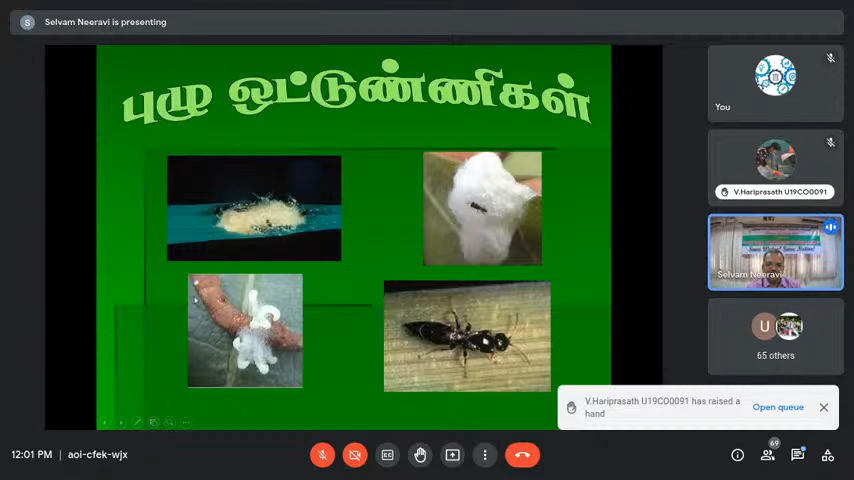 Selvam Neeravi is presenting
புழு ஒட்டுண்ணிகள்
You
V.Hariprasath U19CO0091
Selvam Neeravi
U
65 others
V.Hariprasath U19CO0091 has raised a
hand
Open queue
12:01 PM | aoi-cfek-wjx
69